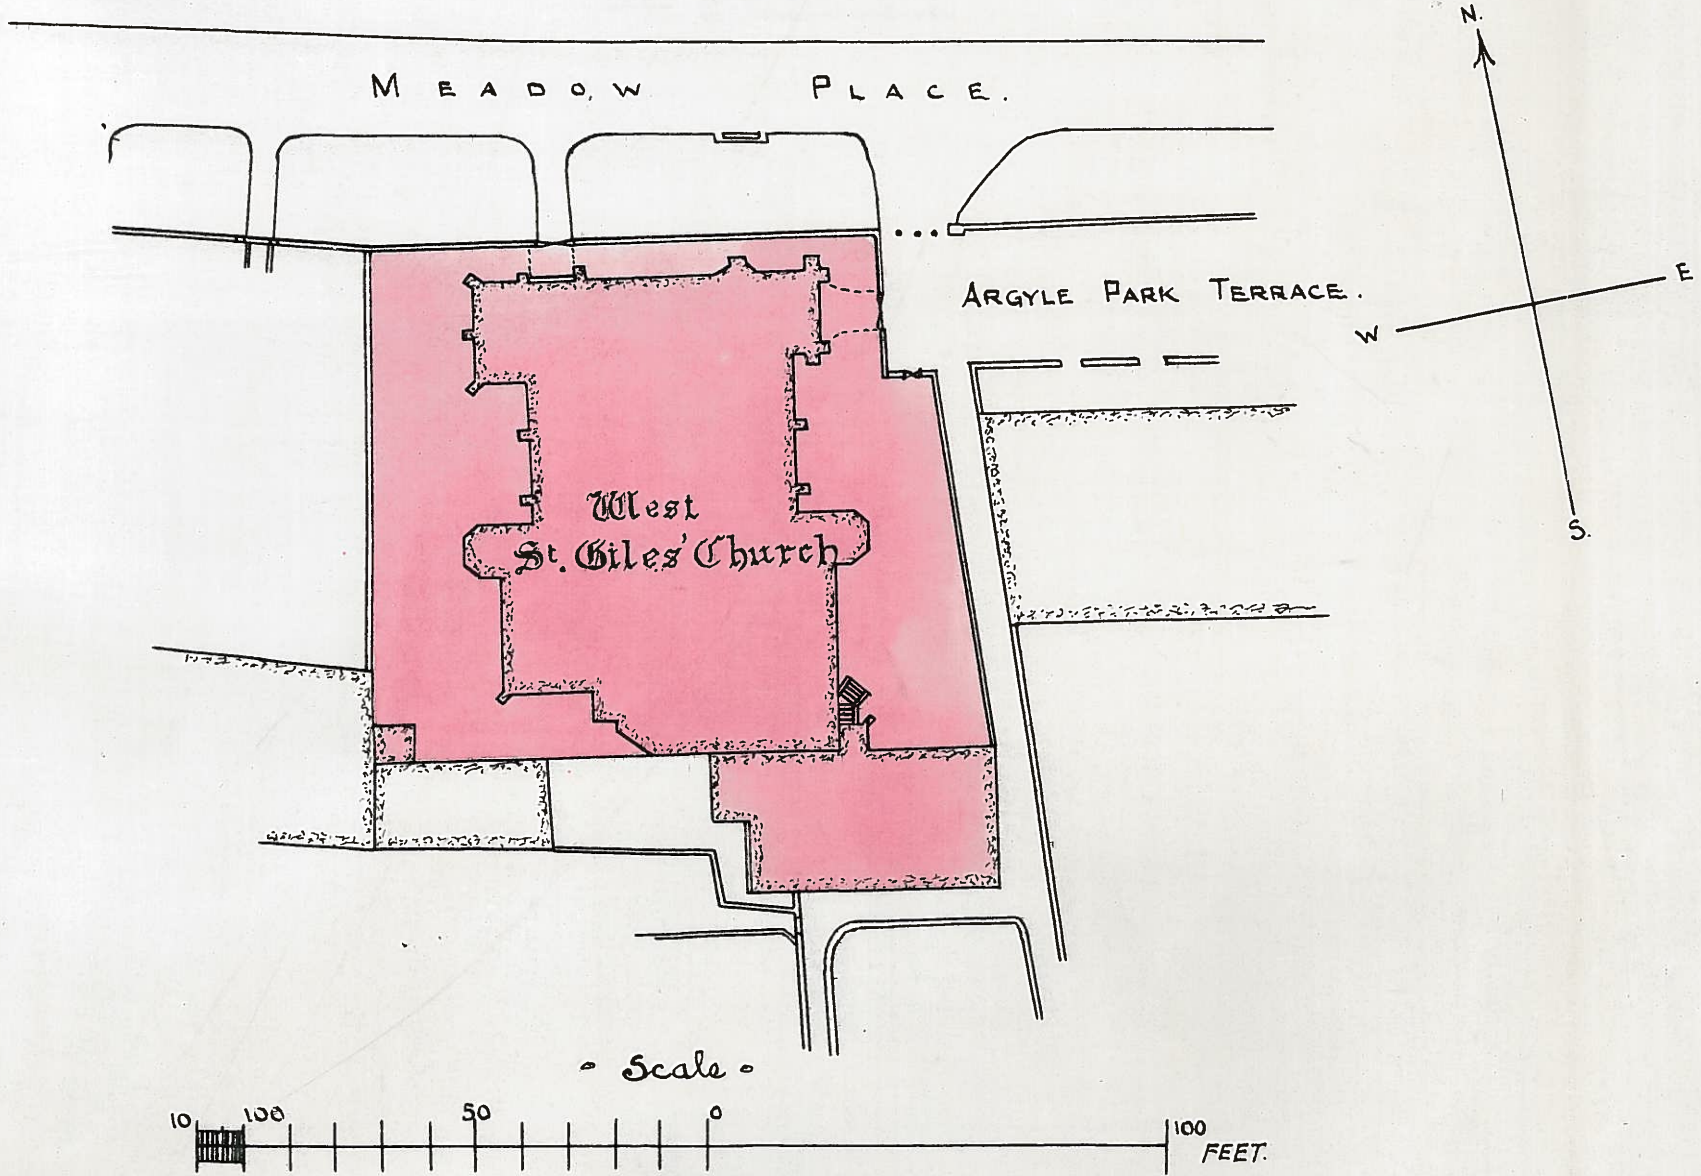 N.
MEADOW PLACE.
E
ARGYLE PARK TERRACE.
W
West
St. Giles' Church
S.
Scale
10 100 50 0 100
FEET.